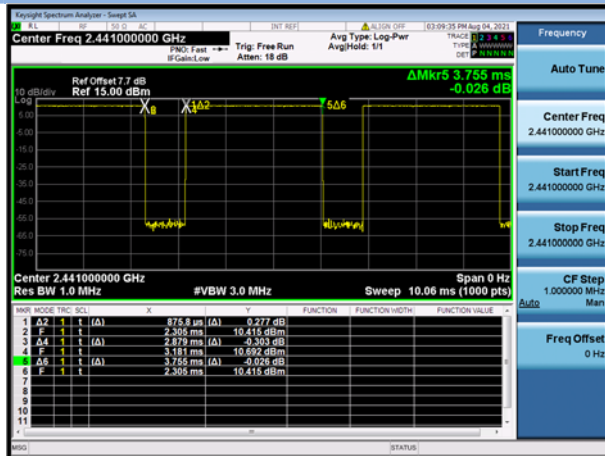 Keysight Spectrum Analyzer - Swept SA
RL RF 50 Ω AC INT REF ALIGN OFF 03:09:35 PM Aug 04, 2021
Center Freq 2.441000000 GHz
PNO: Fast
IFGain:Low
Trig: Free Run
Atten: 18 dB
Avg Type: Log-Pwr
Avg|Hold: 1/1
TRACE 1 2 3 4 5 6
TYPE A WWWWW
DET P NNNNN
Ref Offset 7.7 dB
10 dB/div Ref 15.00 dBm
ΔMkr5 3.755 ms
-0.026 dB
Log
1Δ2
5Δ6
5.00
-5.00
-15.0
-25.0
-35.0
-45.0
-55.0
-65.0
-75.0
Center 2.441000000 GHz Span 0 Hz
Res BW 1.0 MHz #VBW 3.0 MHz Sweep 10.06 ms (1000 pts)
MKR MODE TRC SCL X Y FUNCTION FUNCTION WIDTH FUNCTION VALUE
1 Δ2 1 t (Δ) 875.8 µs (Δ) 0.277 dB
2 F 1 t 2.305 ms 10.415 dBm
3 Δ4 1 t (Δ) 2.879 ms (Δ) -0.303 dB
4 F 1 t 3.181 ms 10.692 dBm
5 Δ6 1 t (Δ) 3.755 ms (Δ) -0.026 dB
6 F 1 t 2.305 ms 10.415 dBm
7
8
9
10
11
MSG STATUS
Frequency
Auto Tune
Center Freq
2.441000000 GHz
Start Freq
2.441000000 GHz
Stop Freq
2.441000000 GHz
CF Step
1.000000 MHz
Auto Man
Freq Offset
0 Hz